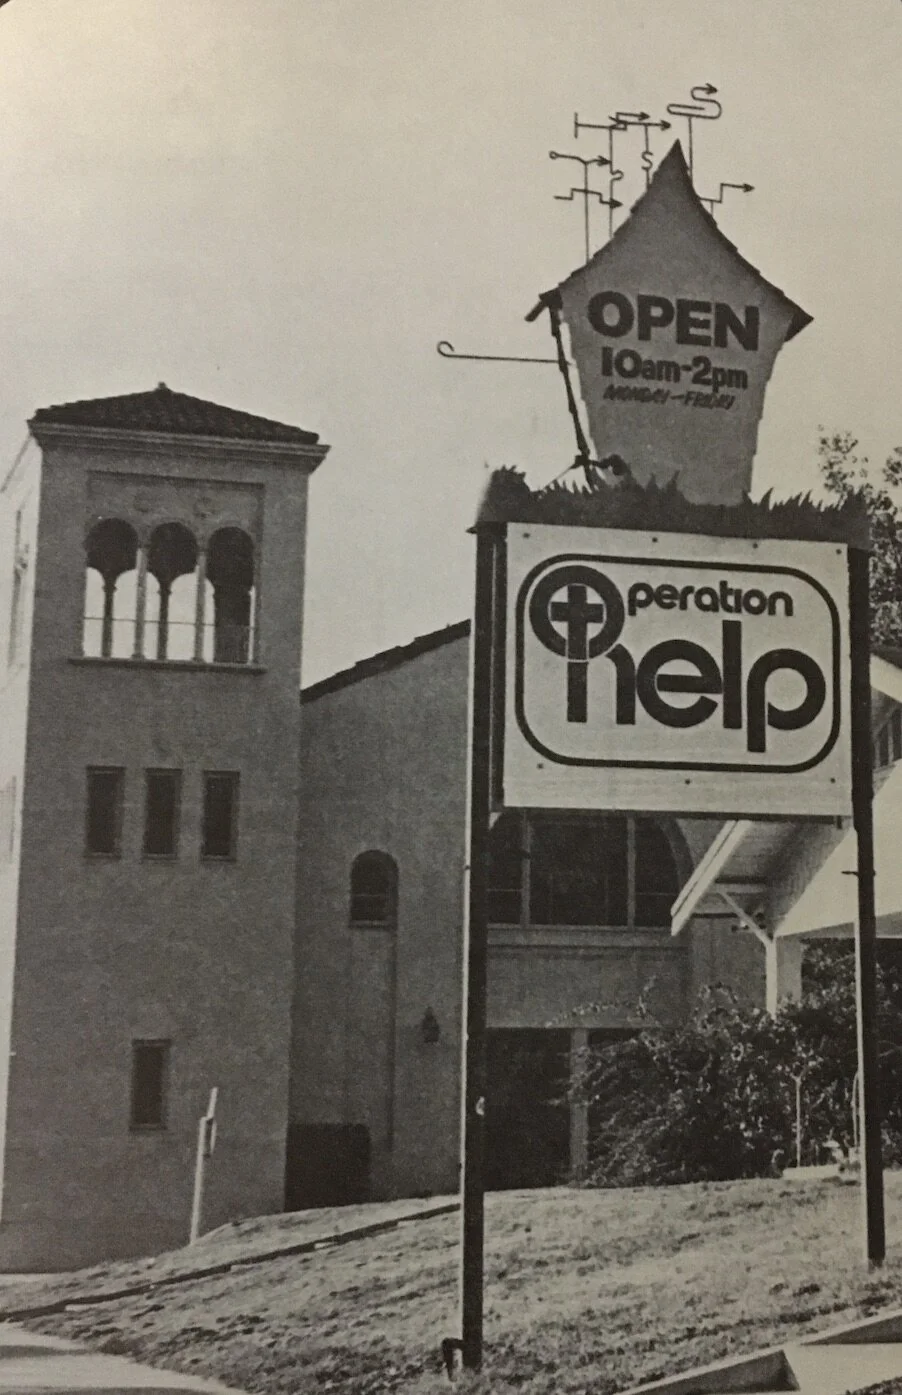 OPEN
10am-2pm
MONDAY-FRIDAY
Operation
help